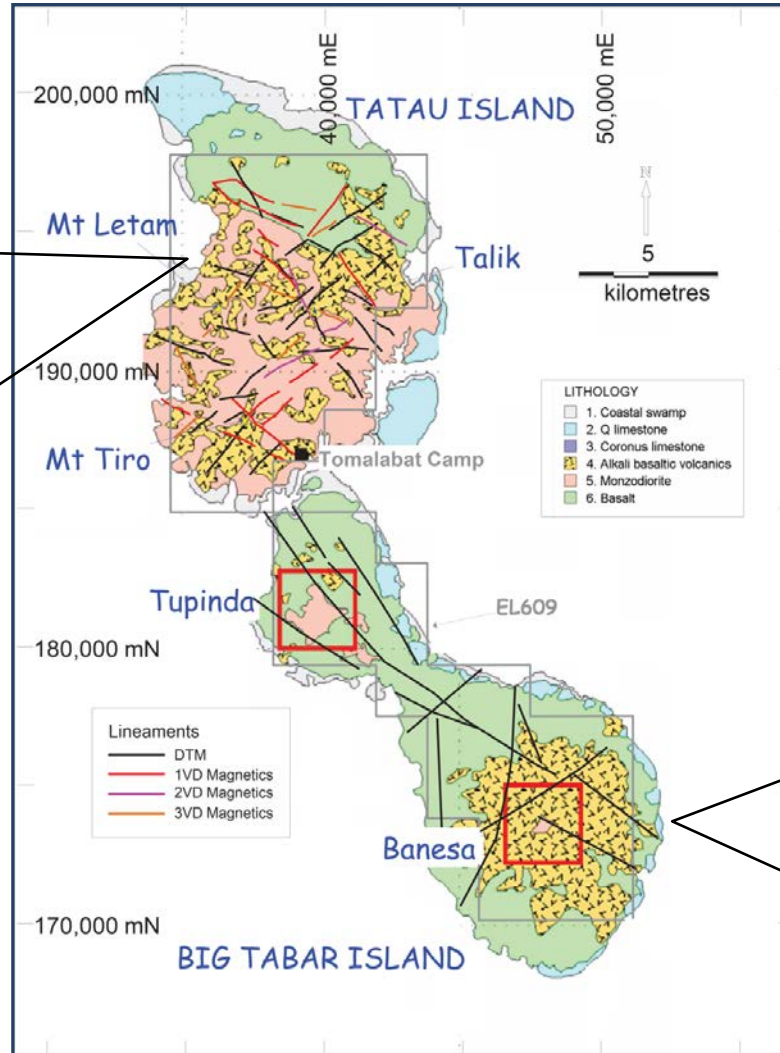 40,000 mE
50,000 mE
200,000 mN
TATAU ISLAND
N
Mt Letam
Talik
5
kilometres
190,000 mN
LITHOLOGY
1. Coastal swamp
2. Q limestone
3. Coronus limestone
4. Alkali basaltic volcanics
5. Monzodiorite
6. Basalt
Mt Tiro
Tomalabat Camp
Tupinda
EL609
180,000 mN
Lineaments
DTM
1VD Magnetics
2VD Magnetics
3VD Magnetics
Banesa
170,000 mN
BIG TABAR ISLAND